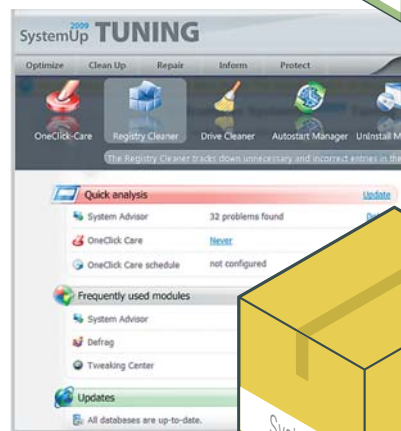 SystemUp 2009 TUNING
Optimize Clean Up Repair Inform Protect
OneClick-Care Registry Cleaner Drive Cleaner Autostart Manager Uninstall M
The Registry Cleaner tracks down unnecessary and incorrect entries in the
Quick analysis Update
System Advisor 32 problems found
OneClick Care Never
OneClick Care schedule not configured
Frequently used modules
System Advisor
Defrag
Tweaking Center
Updates
All databases are up-to-date.